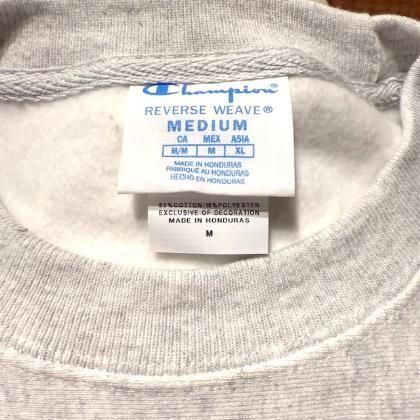 Champion®
REVERSE WEAVE®
MEDIUM
CA MEX ASIA
M/M M XL
MADE IN HONDURAS
FABRIQUÉ AU HONDURAS
HECHO EN HONDURAS
82%COTTON/18%POLYESTER
EXCLUSIVE OF DECORATION
MADE IN HONDURAS
M